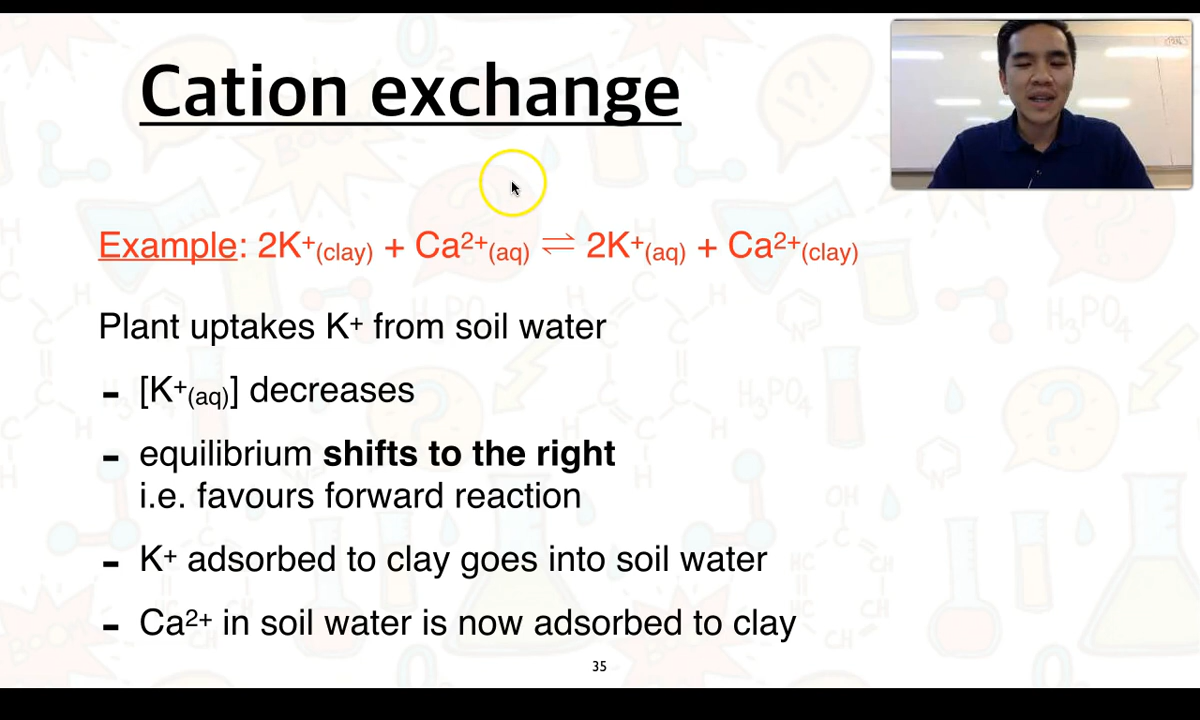 Cation exchange
Example: 2K⁺(clay) + Ca²⁺(aq) ⇌ 2K⁺(aq) + Ca²⁺(clay)
Plant uptakes K⁺ from soil water
- [K⁺(aq)] decreases
- equilibrium shifts to the right
i.e. favours forward reaction
- K⁺ adsorbed to clay goes into soil water
- Ca²⁺ in soil water is now adsorbed to clay
35